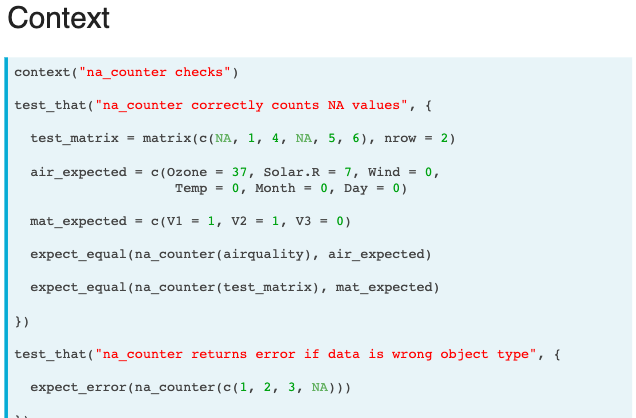 Context
context("na_counter checks")
test_that("na_counter correctly counts NA values", {
test_matrix = matrix(c(NA, 1, 4, NA, 5, 6), nrow = 2)
air_expected = c(Ozone = 37, Solar.R = 7, Wind = 0,
Temp = 0, Month = 0, Day = 0)
mat_expected = c(V1 = 1, V2 = 1, V3 = 0)
expect_equal(na_counter(airquality), air_expected)
expect_equal(na_counter(test_matrix), mat_expected)
})
test_that("na_counter returns error if data is wrong object type", {
expect_error(na_counter(c(1, 2, 3, NA)))